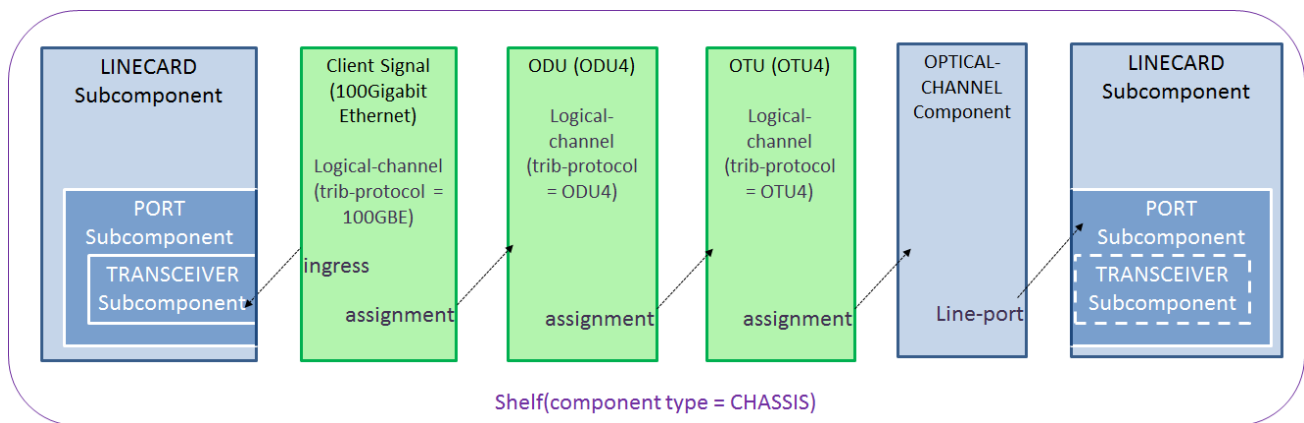 LINECARD
Subcomponent
PORT
Subcomponent
TRANSCEIVER
Subcomponent
Client Signal
(100Gigabit
Ethernet)
Logical-channel
(trib-protocol =
100GBE)
ingress
assignment
ODU (ODU4)
Logical-
channel
(trib-protocol
= ODU4)
assignment
OTU (OTU4)
Logical-
channel
(trib-protocol
= OTU4)
assignment
OPTICAL-
CHANNEL
Component
Line-port
LINECARD
Subcomponent
PORT
Subcomponent
TRANSCEIVER
Subcomponent
Shelf(component type = CHASSIS)